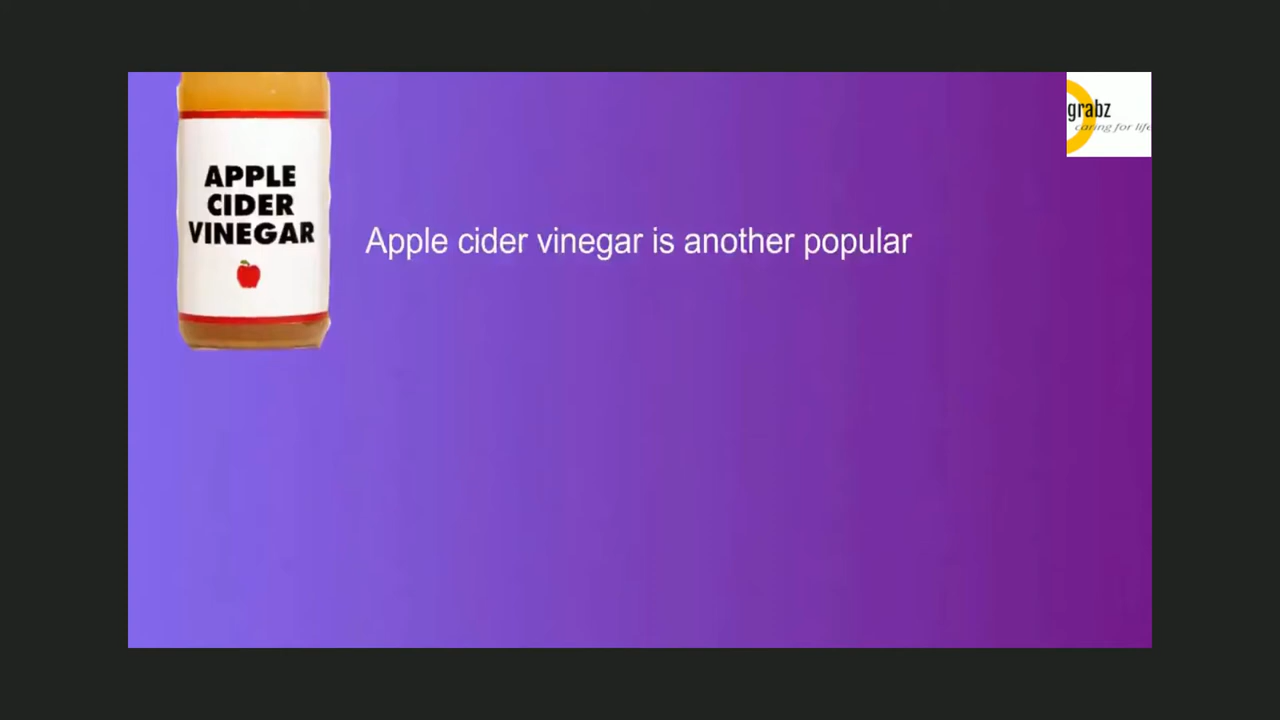 APPLE
CIDER
VINEGAR
Apple cider vinegar is another popular
grabz
caring for life